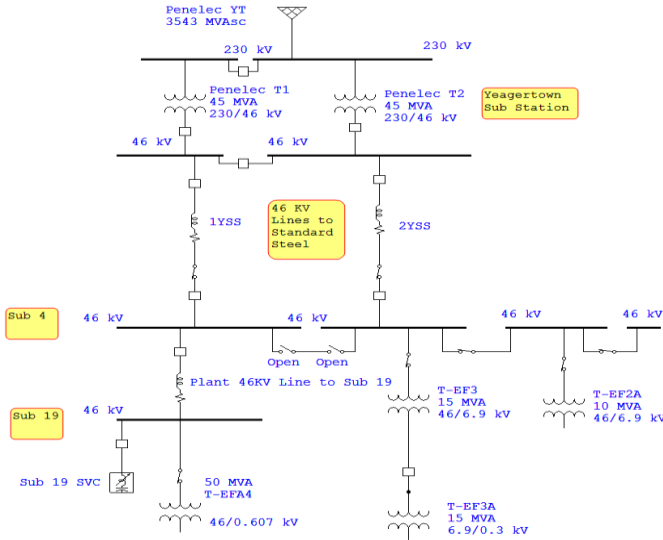 Penelec YT
3543 MVAsc
230 kV
230 kV
Penelec T1
45 MVA
230/46 kV
Penelec T2
45 MVA
230/46 kV
Yeagertown
Sub Station
46 kV
46 kV
1YSS
46 KV
Lines to
Standard
Steel
2YSS
Sub 4
46 kV
46 kV
46 kV
46 kV
Open
Open
Plant 46KV Line to Sub 19
T-EF3
15 MVA
46/6.9 kV
T-EF2A
10 MVA
46/6.9 kV
Sub 19
46 kV
Sub 19 SVC
50 MVA
T-EFA4
46/0.607 kV
T-EF3A
15 MVA
6.9/0.3 kV